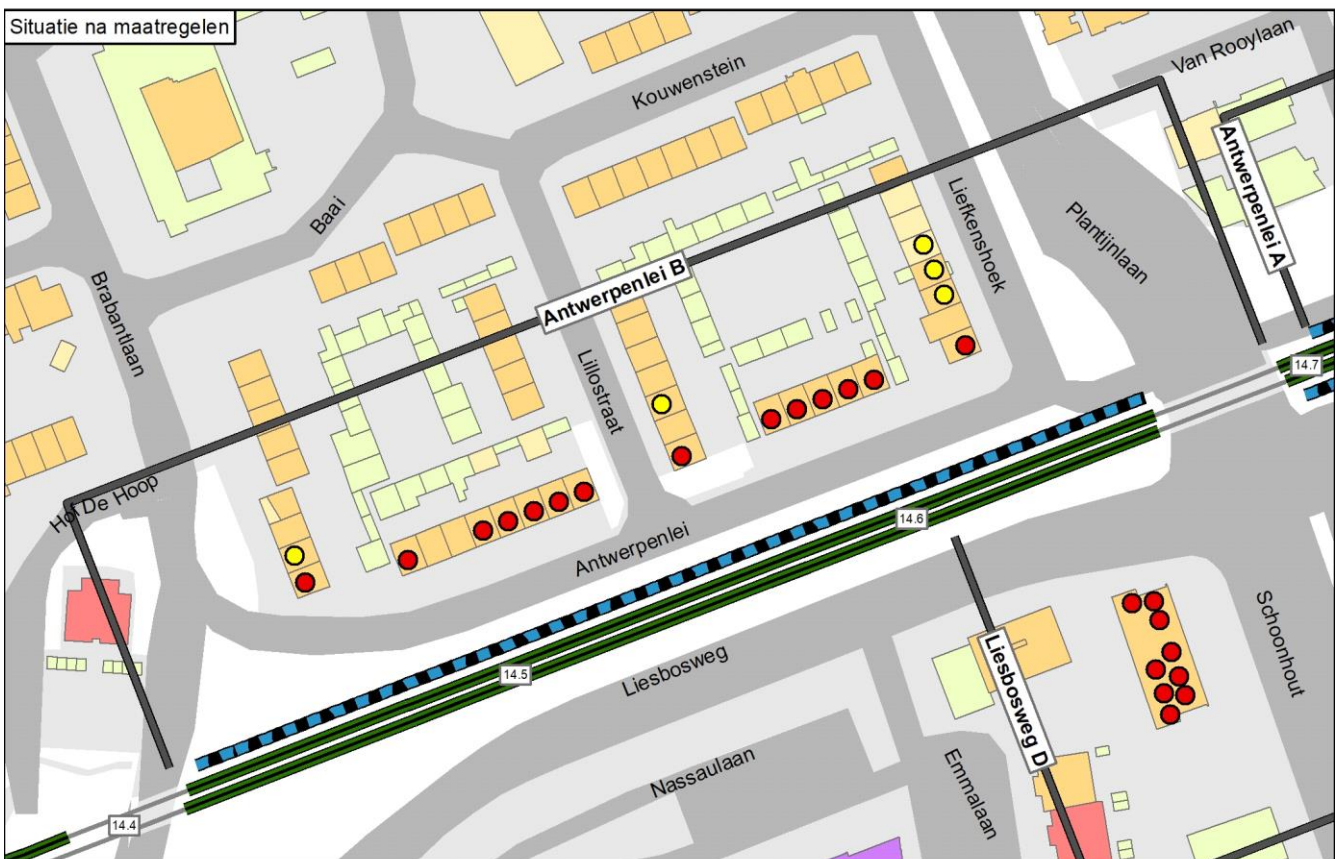 Situatie na maatregelen
Van Rooylaan
Kouwenstein
Antwerpenlei A
Baai
Liefkenshoek
Plantijnlaan
Antwerpenlei B
Brabantlaan
Lillostraat
14.7
Hof De Hoop
14.6
Antwerpenlei
Schoonhout
Liesbosweg
14.5
Liesbosweg D
Nassaulaan
Emmalaan
14.4